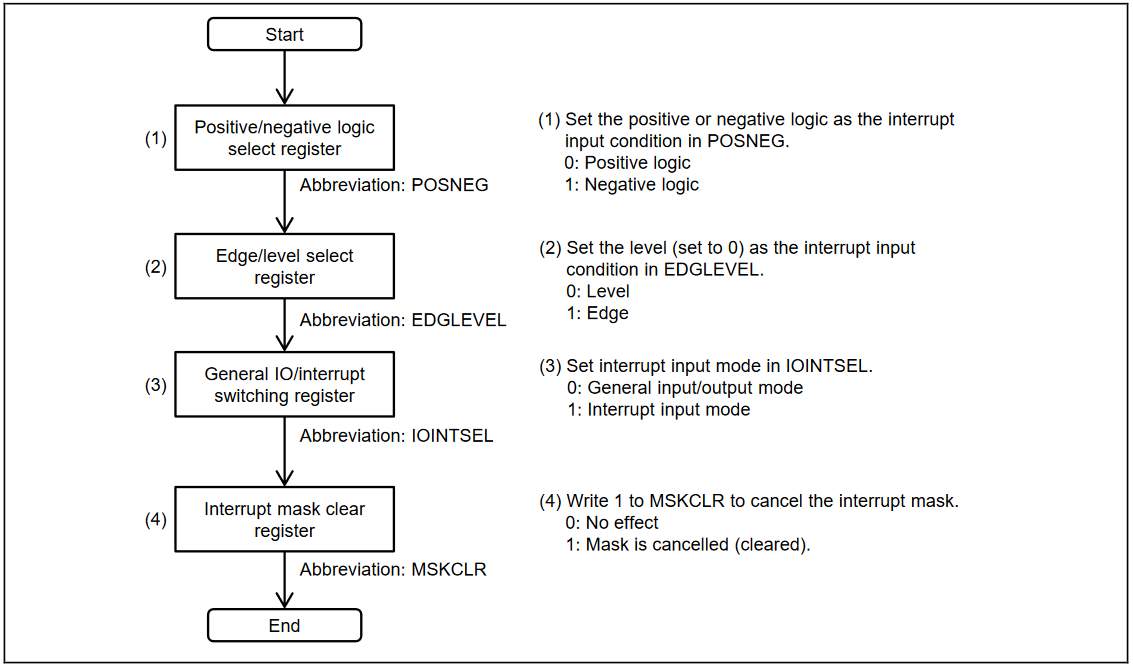 Start
(1)
Positive/negative logic
select register
Abbreviation: POSNEG
(1) Set the positive or negative logic as the interrupt
input condition in POSNEG.
0: Positive logic
1: Negative logic
(2)
Edge/level select
register
Abbreviation: EDGLEVEL
(2) Set the level (set to 0) as the interrupt input
condition in EDGLEVEL.
0: Level
1: Edge
(3)
General IO/interrupt
switching register
Abbreviation: IOINTSEL
(3) Set interrupt input mode in IOINTSEL.
0: General input/output mode
1: Interrupt input mode
(4)
Interrupt mask clear
register
Abbreviation: MSKCLR
(4) Write 1 to MSKCLR to cancel the interrupt mask.
0: No effect
1: Mask is cancelled (cleared).
End